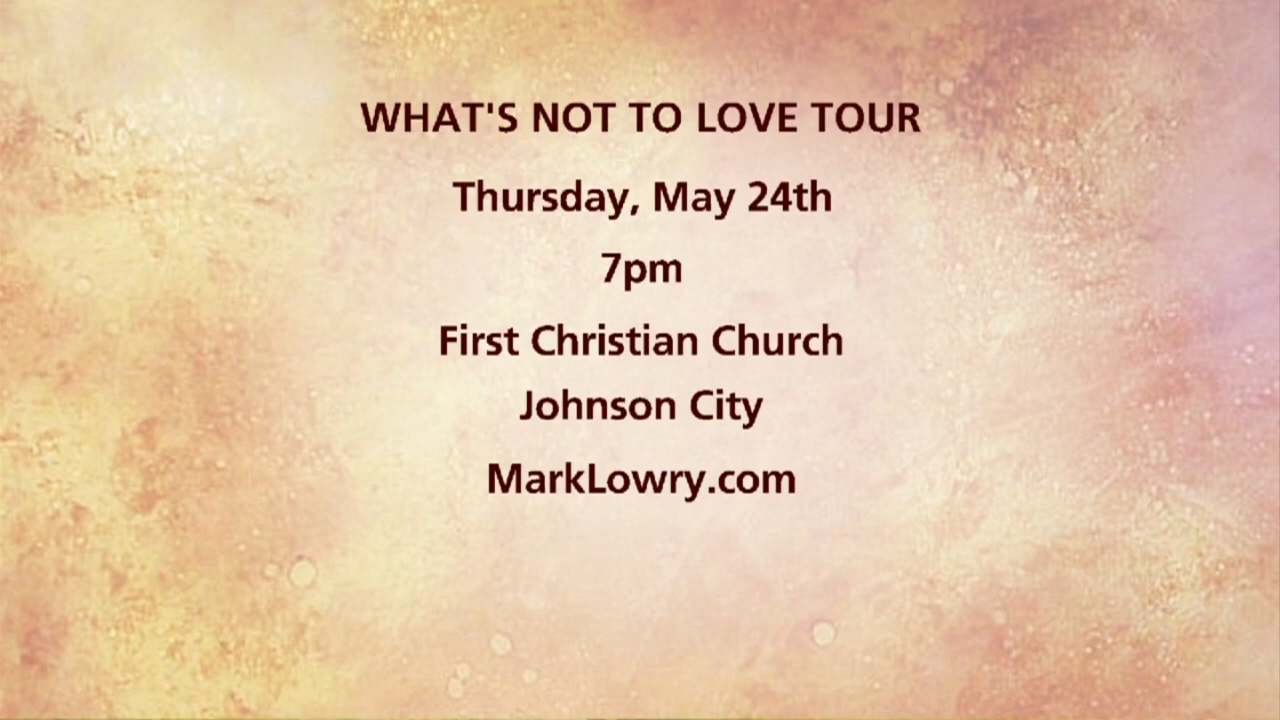 WHAT'S NOT TO LOVE TOUR
Thursday, May 24th
7pm
First Christian Church
Johnson City
MarkLowry.com